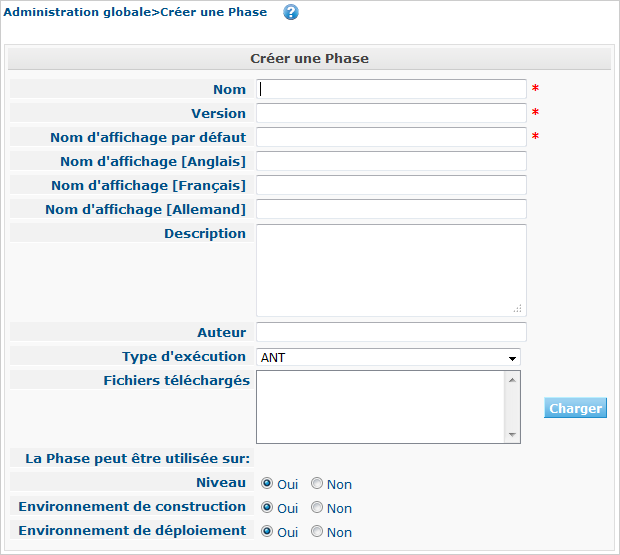 Administration globale>Créer une Phase ?
Créer une Phase
Nom *
Version *
Nom d'affichage par défaut *
Nom d'affichage [Anglais]
Nom d'affichage [Français]
Nom d'affichage [Allemand]
Description
Auteur
Type d'exécution ANT
Fichiers téléchargés
Charger
La Phase peut être utilisée sur:
Niveau Oui Non
Environnement de construction Oui Non
Environnement de déploiement Oui Non